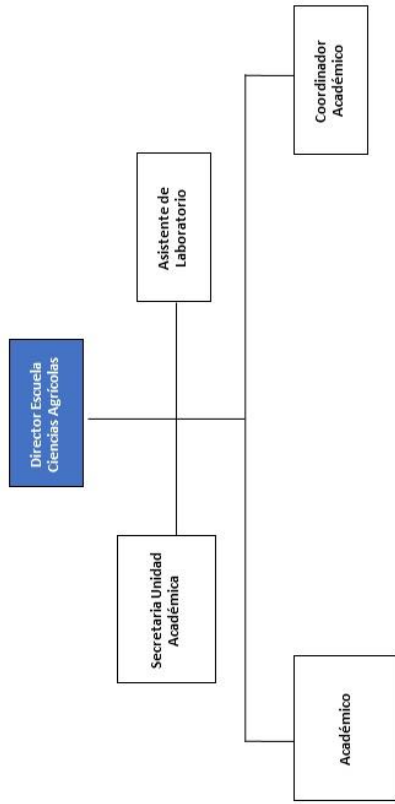 Director Escuela
Ciencias Agrícolas
Secretaria Unidad
Académica
Asistente de
Laboratorio
Académico
Coordinador
Académico